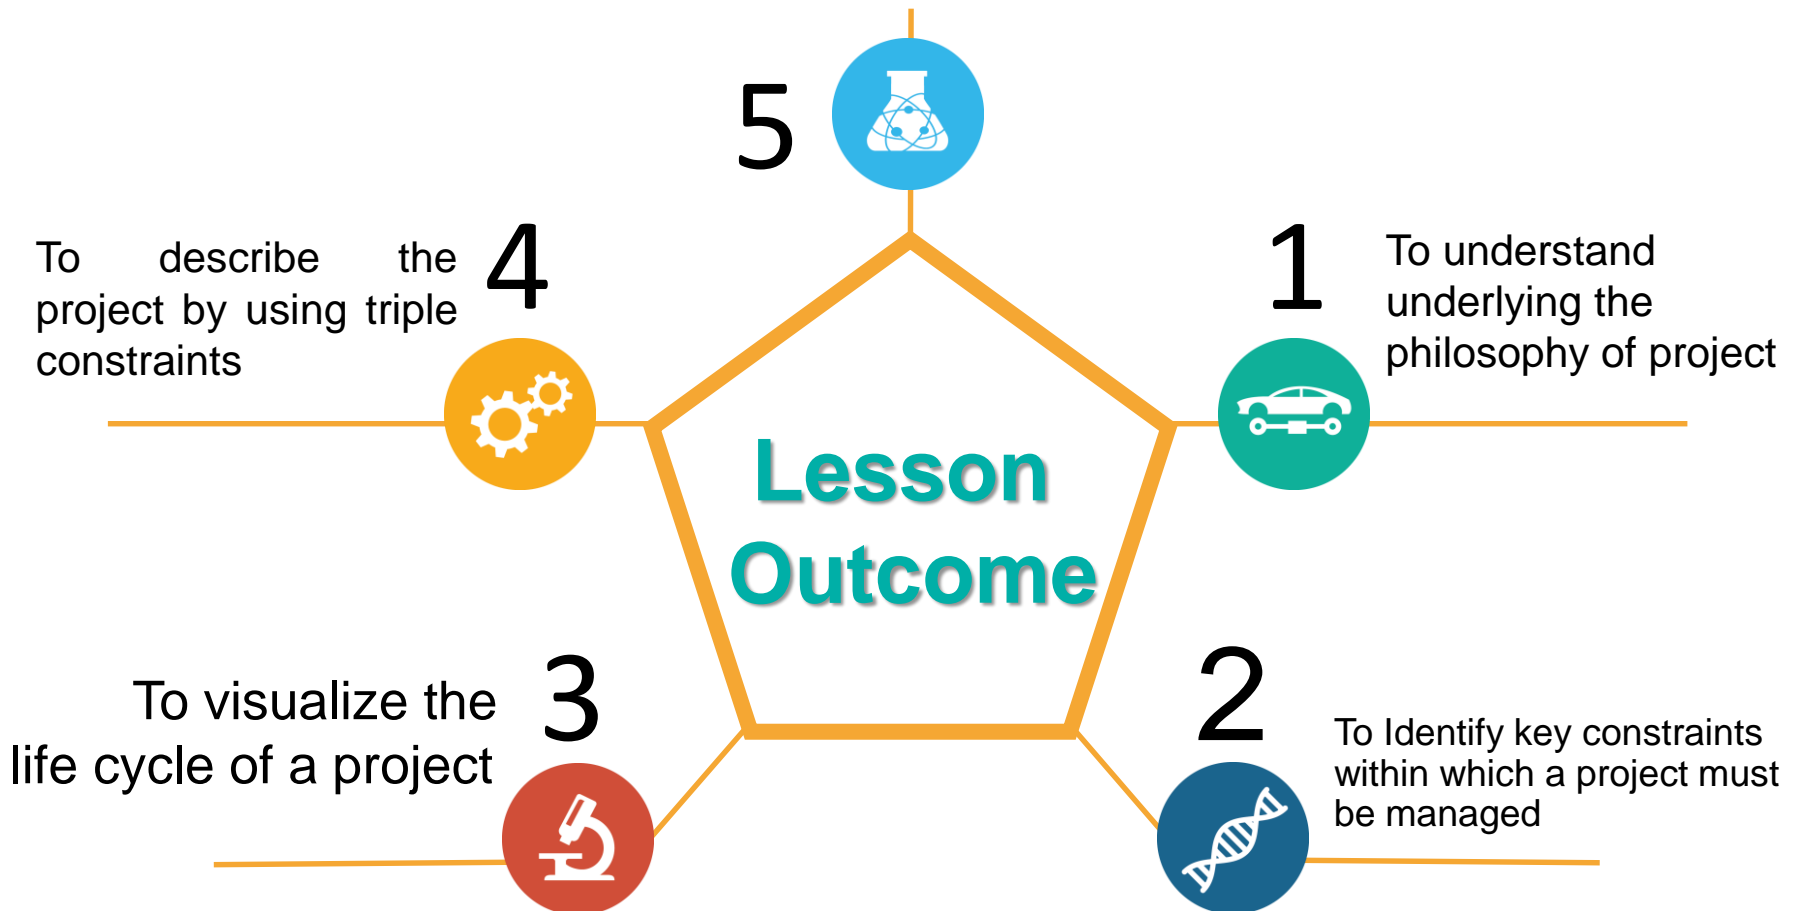 5
4
To describe the
project by using triple
constraints
1
To understand
underlying the
philosophy of project
Lesson
Outcome
3
To visualize the
life cycle of a project
2
To Identify key constraints
within which a project must
be managed